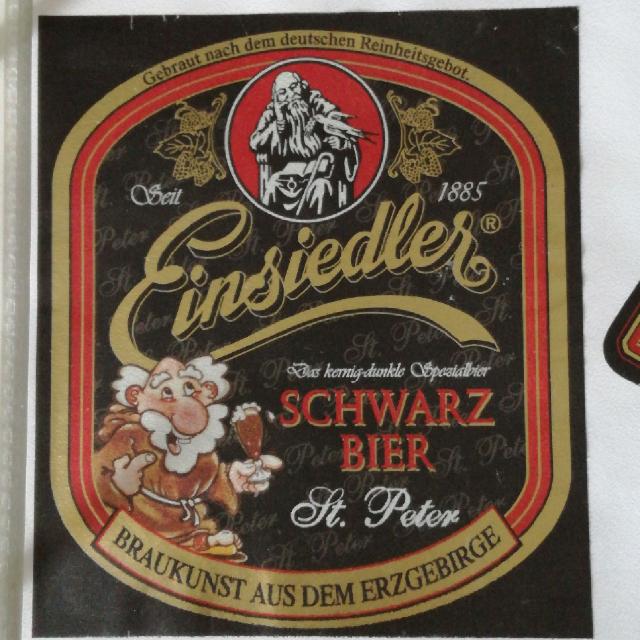 Gebraut nach dem deutschen Reinheitsgebot.
Seit 1885
Einsiedler®
Das kernig-dunkle Spezialbier
SCHWARZ
BIER
St. Peter
BRAUKUNST AUS DEM ERZGEBIRGE